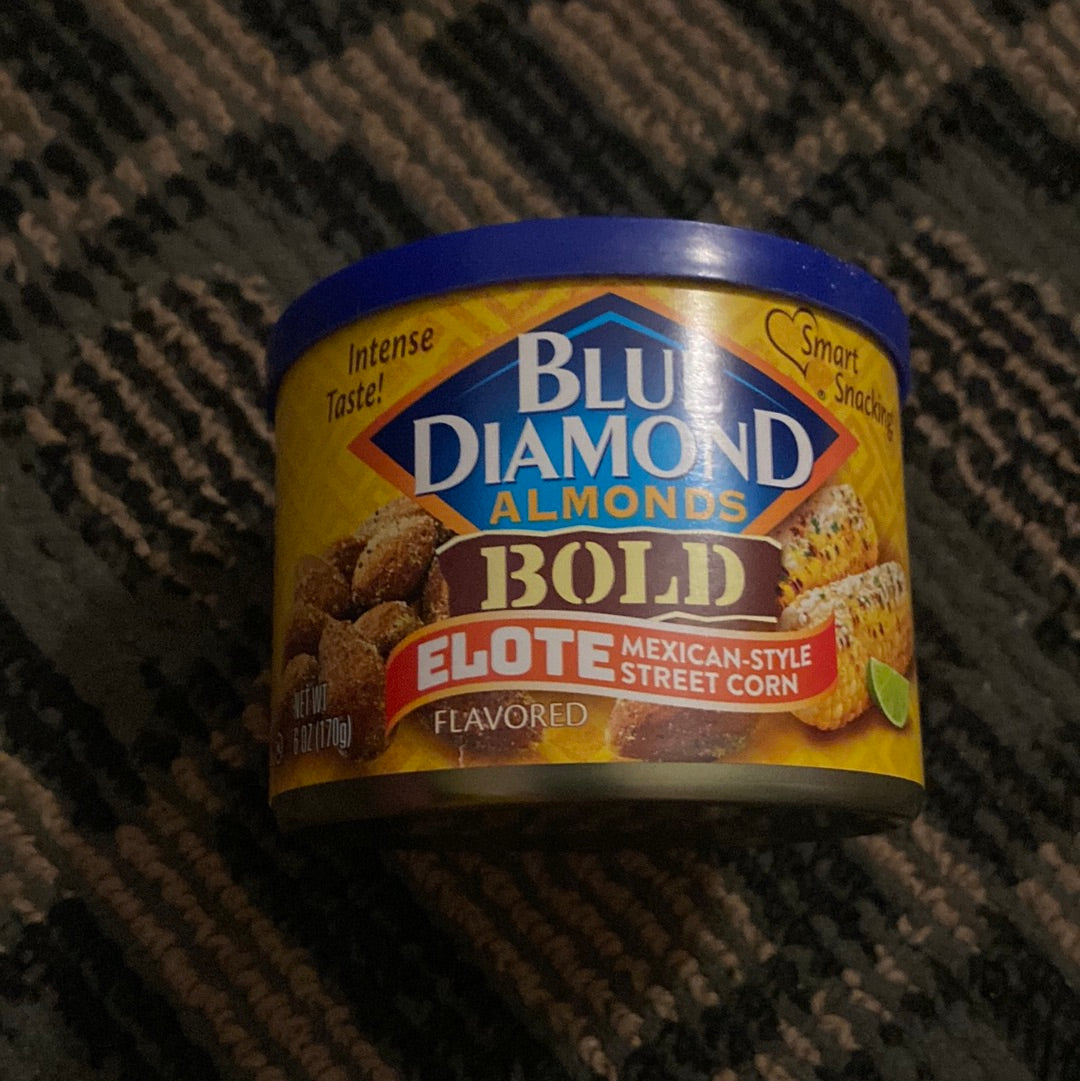 Intense
Taste!
Smart
Snacking!
BLUE
DIAMOND
ALMONDS
BOLD
ELOTE MEXICAN-STYLE
STREET CORN
FLAVORED
NET WT
6 OZ (170g)